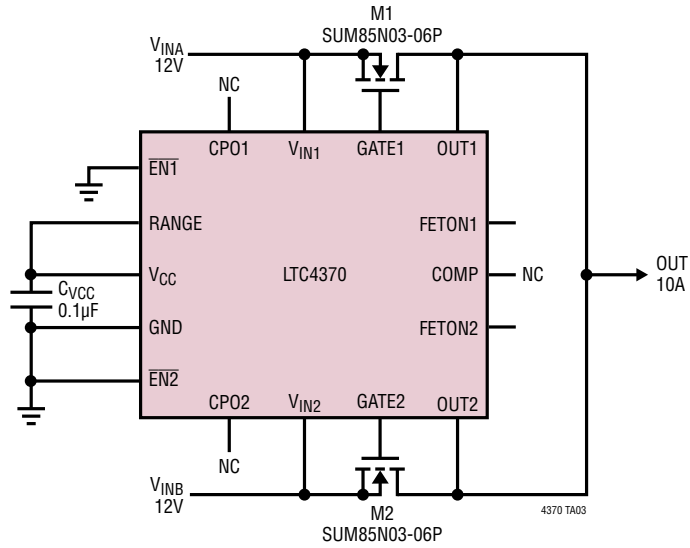 M1
SUM85N03-06P
VINA
12V
NC
CPO1
VIN1
GATE1
OUT1
EN1
RANGE
FETON1
VCC
LTC4370
COMP
NC
OUT
10A
CVCC
0.1µF
GND
FETON2
EN2
CPO2
VIN2
GATE2
OUT2
NC
VINB
12V
M2
SUM85N03-06P
4370 TA03